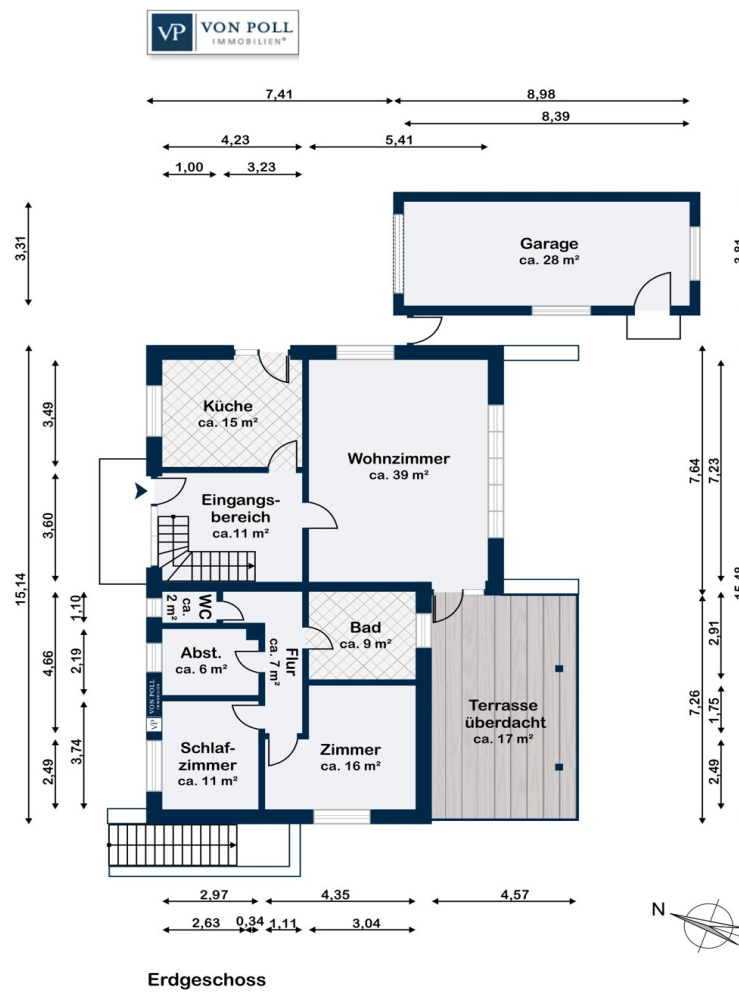 VP VON POLL
IMMOBILIEN®
7,41
8,98
8,39
4,23
5,41
1,00
3,23
3,31
Garage
ca. 28 m²
3,49
3,60
15,14
1,10
4,66
2,19
3,74
2,49
Küche
ca. 15 m²
Wohnzimmer
ca. 39 m²
Eingangs-
bereich
ca.11 m²
WC
ca.
2 m²
Abst.
ca. 6 m²
Flur
ca. 7 m²
Bad
ca. 9 m²
VP VON POLL
Schlaf-
zimmer
ca. 11 m²
Zimmer
ca. 16 m²
Terrasse
überdacht
ca. 17 m²
7,64
7,23
7,26
2,91
1,75
2,49
2,97
4,35
4,57
2,63
0,34
1,11
3,04
N
Erdgeschoss